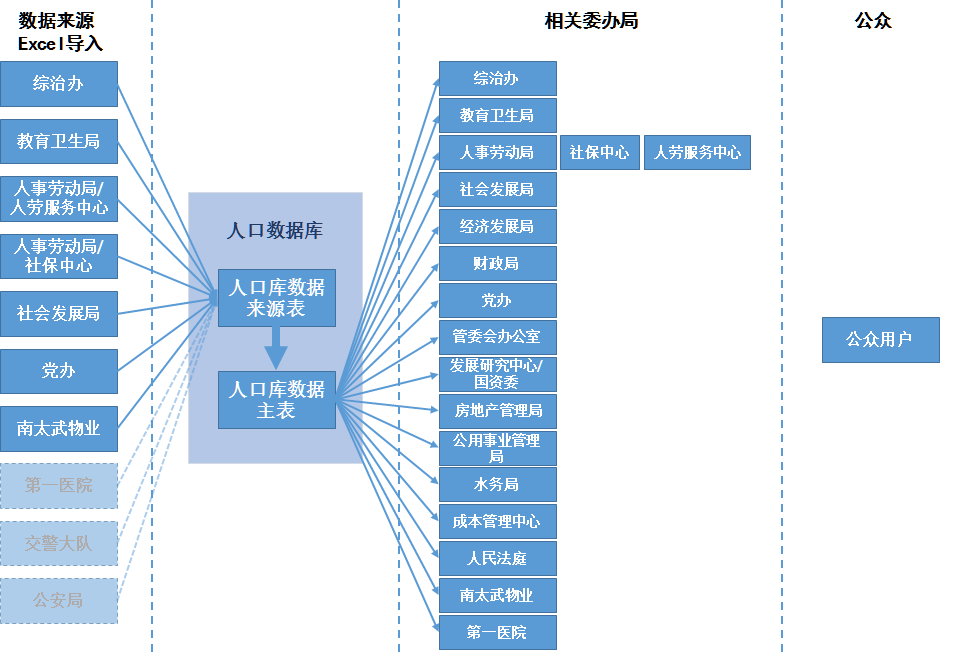 数据来源
Excel导入
综治办
教育卫生局
人事劳动局/
人劳服务中心
人事劳动局/
社保中心
社会发展局
党办
南太武物业
第一医院
交警大队
公安局
人口数据库
人口库数据
来源表
人口库数据
主表
相关委办局
综治办
教育卫生局
人事劳动局
社保中心
人劳服务中心
社会发展局
经济发展局
财政局
党办
管委会办公室
发展研究中心/
国资委
房地产管理局
公用事业管理
局
水务局
成本管理中心
人民法庭
南太武物业
第一医院
公众
公众用户